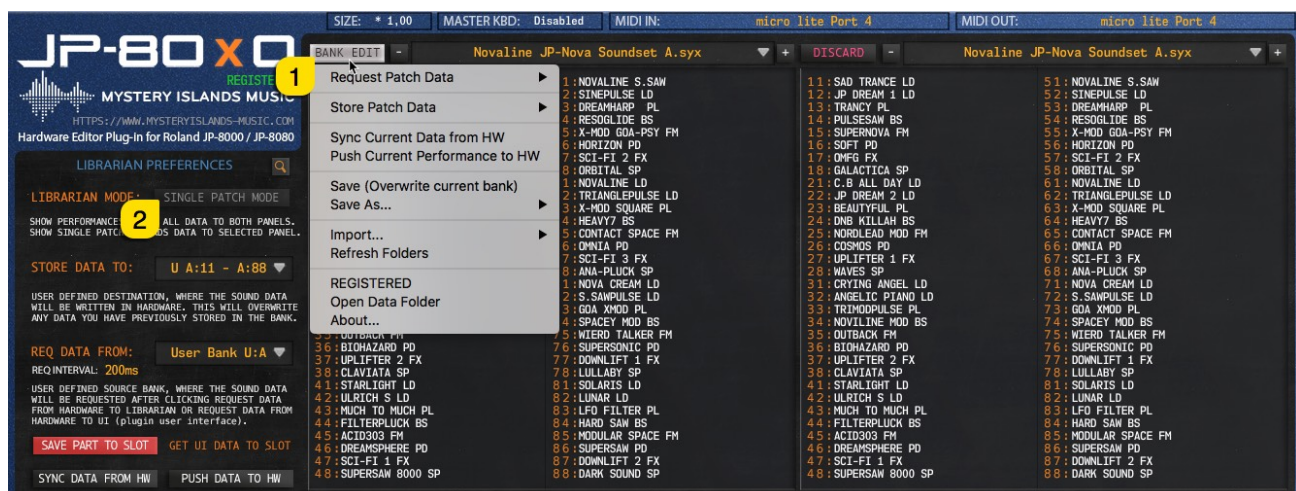 SIZE: * 1,00 MASTER KBD: Disabled MIDI IN: micro lite Port 4 MIDI OUT: micro lite Port 4
JP-80X0
REGISTE
MYSTERY ISLANDS MUSIC
HTTPS://WWW.MYSTERYISLANDS-MUSIC.COM
Hardware Editor Plug-In for Roland JP-8000 / JP-8080
BANK EDIT - Novaline JP-Nova Soundset A.syx + DISCARD - Novaline JP-Nova Soundset A.syx +
1
2
LIBRARIAN PREFERENCES
LIBRARIAN MODE: SINGLE PATCH MODE
SHOW PERFORMANCE ALL DATA TO BOTH PANELS.
SHOW SINGLE PATC DS DATA TO SELECTED PANEL.
STORE DATA TO: U A:11 - A:88
USER DEFINED DESTINATION, WHERE THE SOUND DATA
WILL BE WRITTEN IN HARDWARE. THIS WILL OVERWRITE
ANY DATA YOU HAVE PREVIOUSLY STORED IN THE BANK.
REQ DATA FROM: User Bank U:A
REQ INTERVAL: 200ms
USER DEFINED SOURCE BANK, WHERE THE SOUND DATA
WILL BE REQUESTED AFTER CLICKING REQUEST DATA
FROM HARDWARE TO LIBRARIAN OR REQUEST DATA FROM
HARDWARE TO UI (plugin user interface).
SAVE PART TO SLOT GET UI DATA TO SLOT
SYNC DATA FROM HW PUSH DATA TO HW
Request Patch Data
Store Patch Data
Sync Current Data from HW
Push Current Performance to HW
Save (Overwrite current bank)
Save As...
Import...
Refresh Folders
REGISTERED
Open Data Folder
About...
35:OUTBACK FM
36:BIOHAZARD PD
37:UPLIFTER 2 FX
38:CLAVIATA SP
41:STARLIGHT LD
42:ULRICH S LD
43:MUCH TO MUCH PL
44:FILTERPLUCK BS
45:ACID303 FM
46:DREAMSPHERE PD
47:SCI-FI 1 FX
48:SUPERSAW 8000 SP
1:NOVALINE S.SAW
2:SINEPULSE LD
3:DREAMHARP PL
4:RESOGLIDE BS
5:X-MOD GOA-PSY FM
6:HORIZON PD
7:SCI-FI 2 FX
8:ORBITAL SP
1:NOVALINE LD
2:TRIANGLEPULSE LD
3:X-MOD SQUARE PL
4:HEAVY7 BS
5:CONTACT SPACE FM
6:OMNIA PD
7:SCI-FI 3 FX
8:ANA-PLUCK SP
1:NOVA CREAM LD
2:S.SAWPULSE LD
3:GOA XMOD PL
4:SPACEY MOD BS
75:WIERD TALKER FM
76:SUPERSONIC PD
77:DOWNLIFT 1 FX
78:LULLABY SP
81:SOLARIS LD
82:LUNAR LD
83:LFO FILTER PL
84:HARD SAW BS
85:MODULAR SPACE FM
86:SUPERSAW PD
87:DOWNLIFT 2 FX
88:DARK SOUND SP
11:SAD TRANCE LD
12:JP DREAM 1 LD
13:TRANCY PL
14:PULSESAW BS
15:SUPERNOVA FM
16:SOFT PD
17:OMFG FX
18:GALACTICA SP
21:C.B ALL DAY LD
22:JP DREAM 2 LD
23:BEAUTYFUL PL
24:DNB KILLAH BS
25:NORDLEAD MOD FM
26:COSMOS PD
27:UPLIFTER 1 FX
28:WAVES SP
31:CRYING ANGEL LD
32:ANGELIC PIANO LD
33:TRIMODPULSE PL
34:NOVILINE MOD BS
35:OUTBACK FM
36:BIOHAZARD PD
37:UPLIFTER 2 FX
38:CLAVIATA SP
41:STARLIGHT LD
42:ULRICH S LD
43:MUCH TO MUCH PL
44:FILTERPLUCK BS
45:ACID303 FM
46:DREAMSPHERE PD
47:SCI-FI 1 FX
48:SUPERSAW 8000 SP
51:NOVALINE S.SAW
52:SINEPULSE LD
53:DREAMHARP PL
54:RESOGLIDE BS
55:X-MOD GOA-PSY FM
56:HORIZON PD
57:SCI-FI 2 FX
58:ORBITAL SP
61:NOVALINE LD
62:TRIANGLEPULSE LD
63:X-MOD SQUARE PL
64:HEAVY7 BS
65:CONTACT SPACE FM
66:OMNIA PD
67:SCI-FI 3 FX
68:ANA-PLUCK SP
71:NOVA CREAM LD
72:S.SAWPULSE LD
73:GOA XMOD PL
74:SPACEY MOD BS
75:WIERD TALKER FM
76:SUPERSONIC PD
77:DOWNLIFT 1 FX
78:LULLABY SP
81:SOLARIS LD
82:LUNAR LD
83:LFO FILTER PL
84:HARD SAW BS
85:MODULAR SPACE FM
86:SUPERSAW PD
87:DOWNLIFT 2 FX
88:DARK SOUND SP